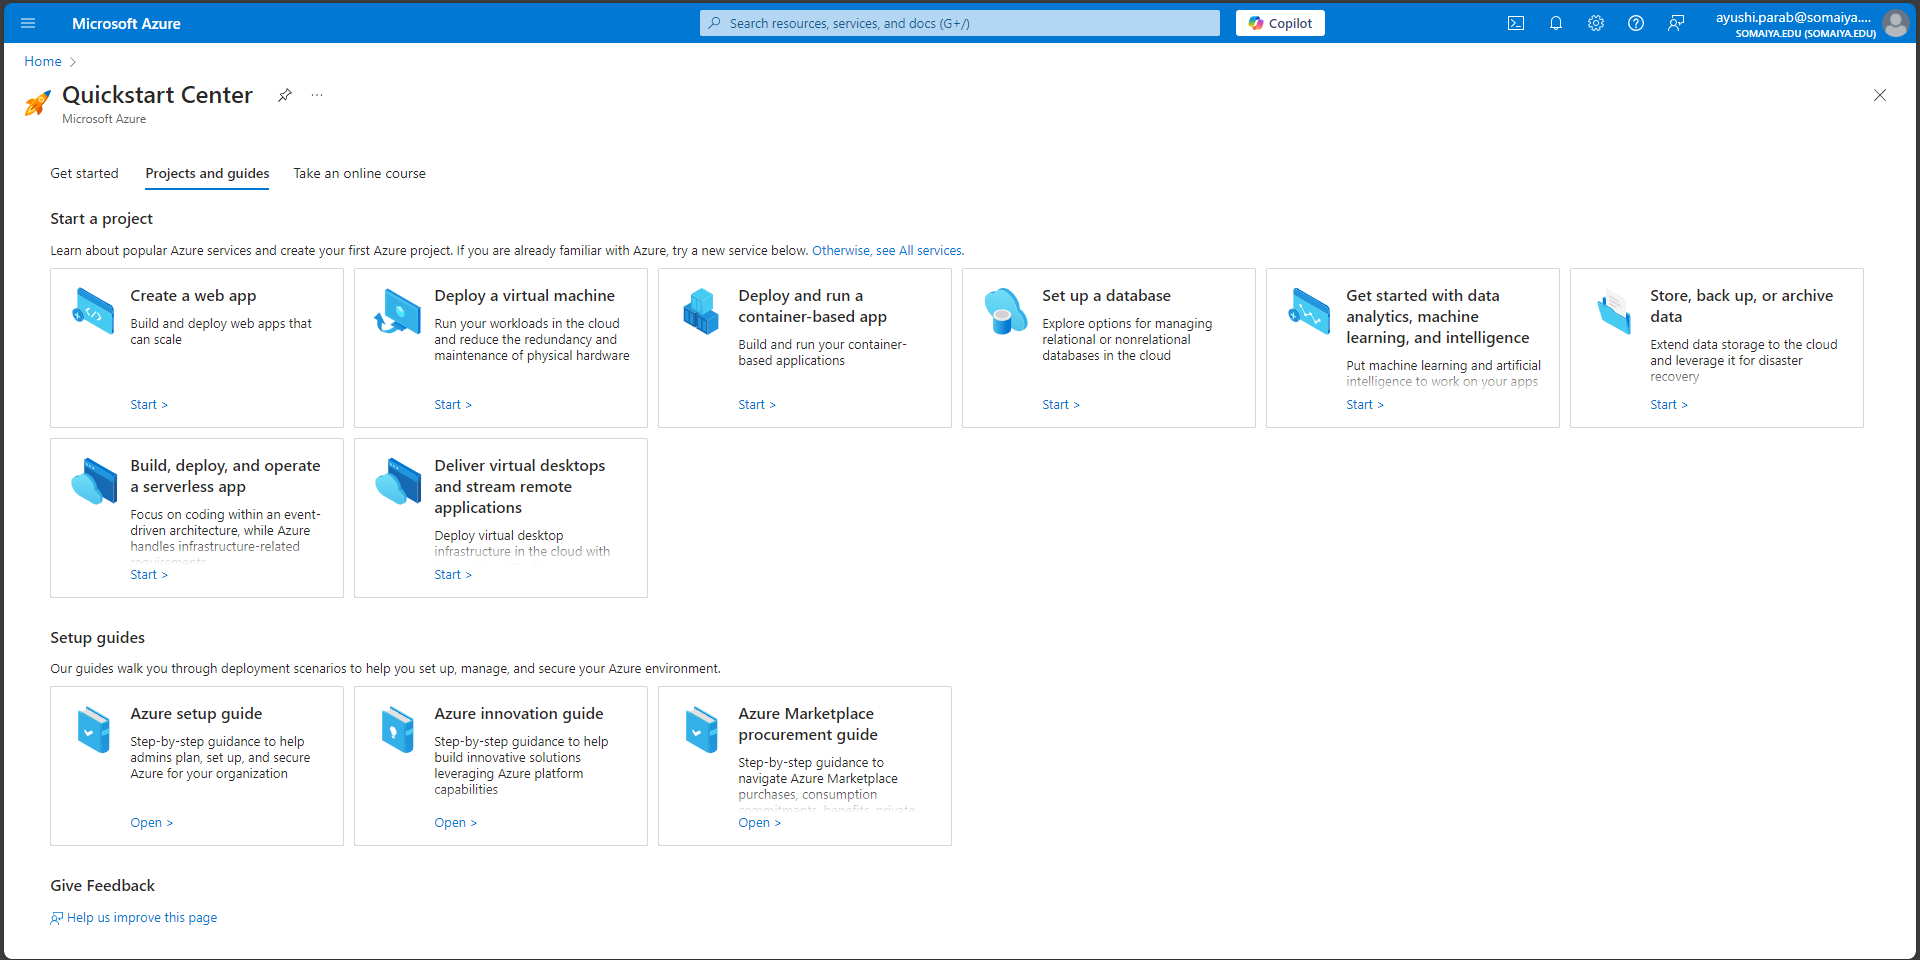 Microsoft Azure
Search resources, services, and docs (G+/)
Copilot
ayushi.parab@somaiya....
SOMAIYA.EDU (SOMAIYA.EDU)
Home >
Quickstart Center
...
Microsoft Azure
Get started
Projects and guides
Take an online course
Start a project
Learn about popular Azure services and create your first Azure project. If you are already familiar with Azure, try a new service below. Otherwise, see All services.
Create a web app
Build and deploy web apps that
can scale
Start >
Deploy a virtual machine
Run your workloads in the cloud
and reduce the redundancy and
maintenance of physical hardware
Start >
Deploy and run a
container-based app
Build and run your container-
based applications
Start >
Set up a database
Explore options for managing
relational or nonrelational
databases in the cloud
Start >
Get started with data
analytics, machine
learning, and intelligence
Put machine learning and artificial
intelligence to work on your apps
Start >
Store, back up, or archive
data
Extend data storage to the cloud
and leverage it for disaster
recovery
Start >
Build, deploy, and operate
a serverless app
Focus on coding within an event-
driven architecture, while Azure
handles infrastructure-related
requirements
Start >
Deliver virtual desktops
and stream remote
applications
Deploy virtual desktop
infrastructure in the cloud with
Start >
Setup guides
Our guides walk you through deployment scenarios to help you set up, manage, and secure your Azure environment.
Azure setup guide
Step-by-step guidance to help
admins plan, set up, and secure
Azure for your organization
Open >
Azure innovation guide
Step-by-step guidance to help
build innovative solutions
leveraging Azure platform
capabilities
Open >
Azure Marketplace
procurement guide
Step-by-step guidance to
navigate Azure Marketplace
purchases, consumption
commitments, benefits, private
Open >
Give Feedback
Help us improve this page